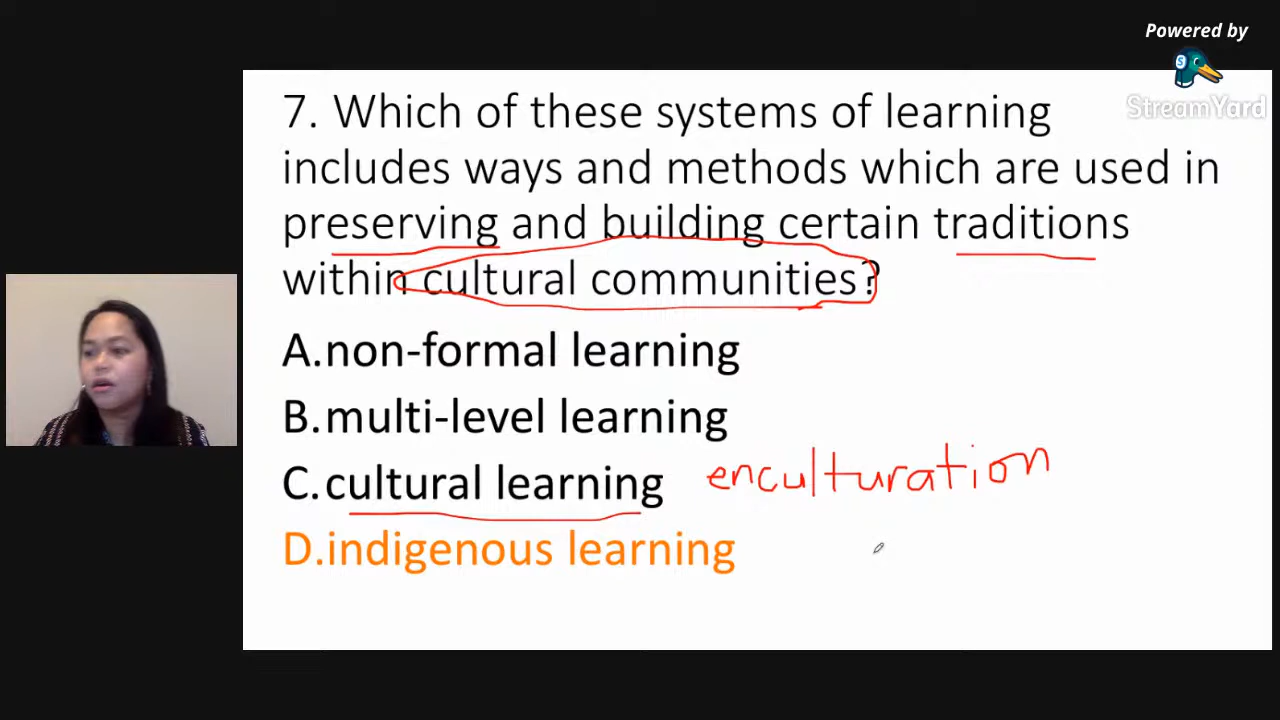 Powered by
StreamYard
7. Which of these systems of learning
includes ways and methods which are used in
preserving and building certain traditions
within cultural communities?
A.non-formal learning
B.multi-level learning
C.cultural learning enculturation
D.indigenous learning